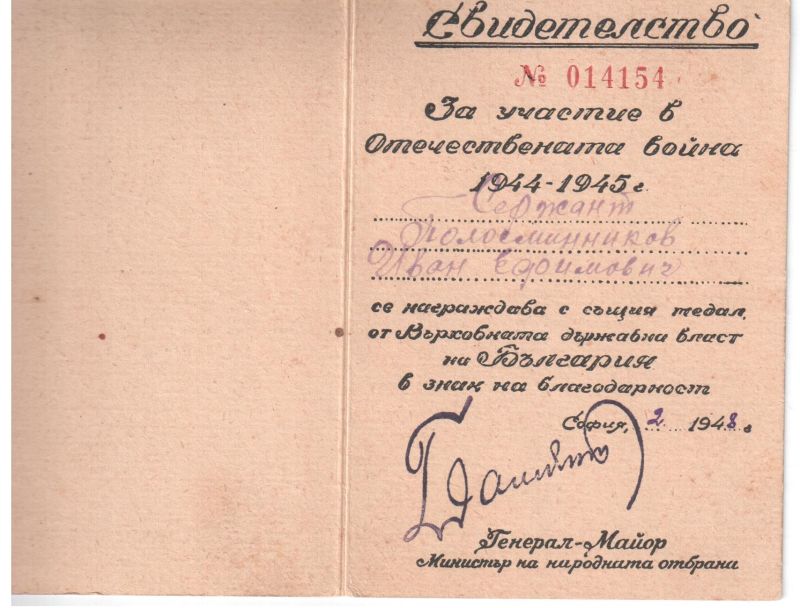 Свидетелство
№ 014154
За участие в
Отечествената война
1944-1945 г.
Сержант
Полосминников
Иван Ефимович
се награждава с същия медал,
от Върховната държавна власт
на България
в знак на благодарност
София, 2 1948 г
Генерал-Майор
Министър на народната отбрана